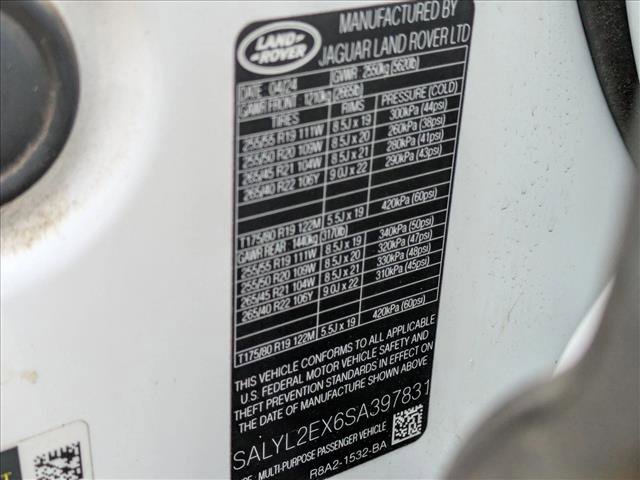 LAND
ROVER
MANUFACTURED BY
JAGUAR LAND ROVER LTD
DATE 04/24 GVWR 2550kg (5620lb)
GAWR FRONT 1210kg (2665lb)
TIRES RIMS PRESSURE (COLD)
255/55 R19 111W 8.5J x 19 300kPa (44psi)
255/50 R20 109W 8.5J x 20 260kPa (38psi)
265/45 R21 104W 8.5J x 21 280kPa (41psi)
265/40 R22 106Y 9.0J x 22 290kPa (43psi)
T175/80 R19 122M 5.5J x 19 420kPa (60psi)
GAWR REAR 1440kg (3170lb)
255/55 R19 111W 8.5J x 19 340kPa (50psi)
255/50 R20 109W 8.5J x 20 320kPa (47psi)
265/45 R21 104W 8.5J x 21 330kPa (48psi)
265/40 R22 106Y 9.0J x 22 310kPa (45psi)
T175/80 R19 122M 5.5J x 19 420kPa (60psi)
THIS VEHICLE CONFORMS TO ALL APPLICABLE
U.S. FEDERAL MOTOR VEHICLE SAFETY AND
THEFT PREVENTION STANDARDS IN EFFECT ON
THE DATE OF MANUFACTURE SHOWN ABOVE
SALYL2EX6SA397831
: MULTI-PURPOSE PASSENGER VEHICLE
R8A2-1532-BA